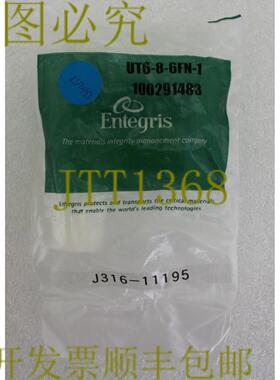 图必究
UT6-8-6FN-1
100291483
Entegris
The materials integrity management company
JTT1368
Entegris protects and transports the critical materials
that enable the world's leading technologies
J316-11195
开发票顺丰包邮